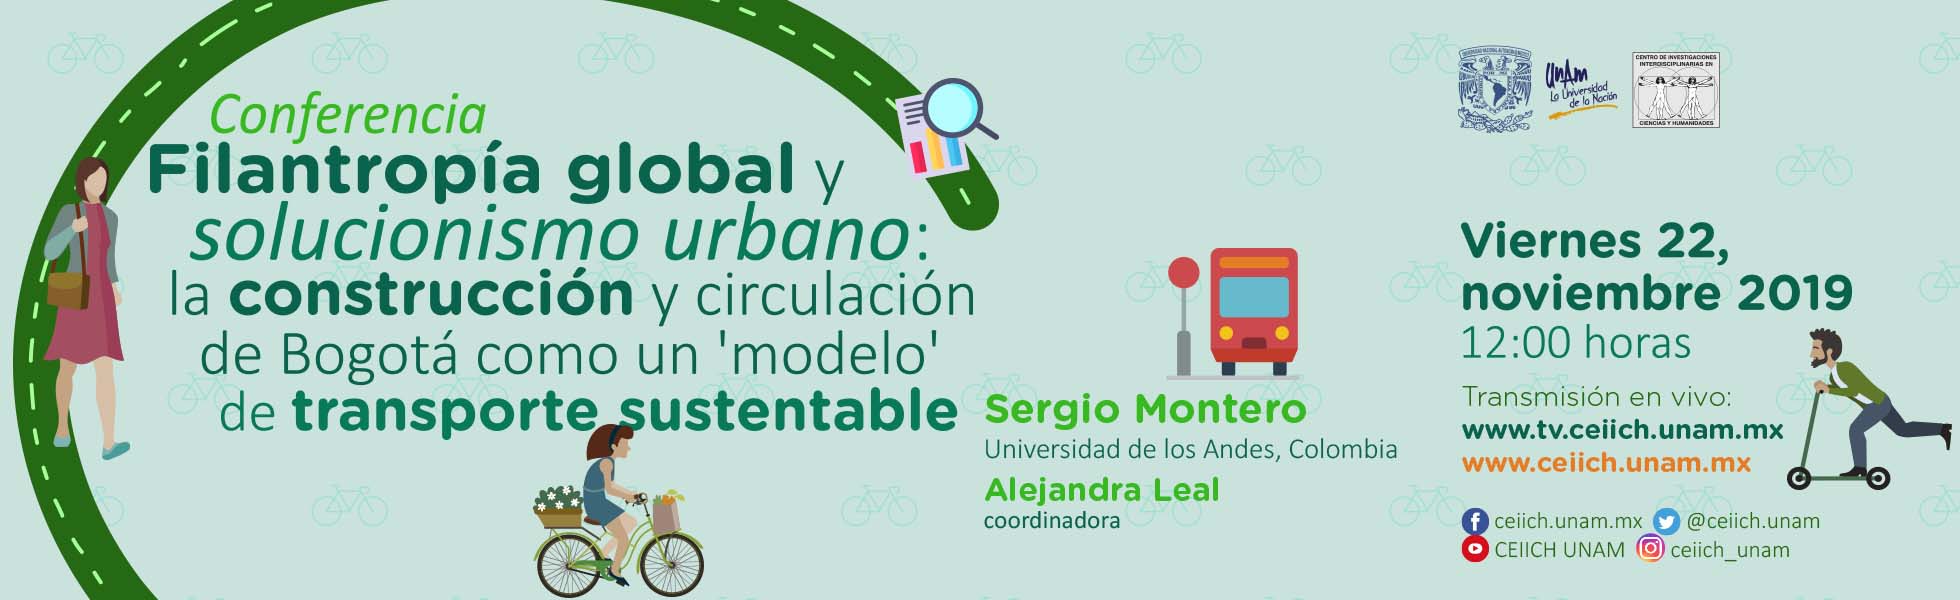 Conferencia
Filantropía global y
solucionismo urbano:
la construcción y circulación
de Bogotá como un 'modelo'
de transporte sustentable
Sergio Montero
Universidad de los Andes, Colombia
Alejandra Leal
coordinadora
UnAm
La Universidad
de la Nación
CENTRO DE INVESTIGACIONES
INTERDISCIPLINARIAS EN
CIENCIAS Y HUMANIDADES
Viernes 22,
noviembre 2019
12:00 horas
Transmisión en vivo:
www.tv.ceiich.unam.mx
www.ceiich.unam.mx
ceiich.unam.mx @ceiich.unam
CEIICH UNAM ceiich_unam